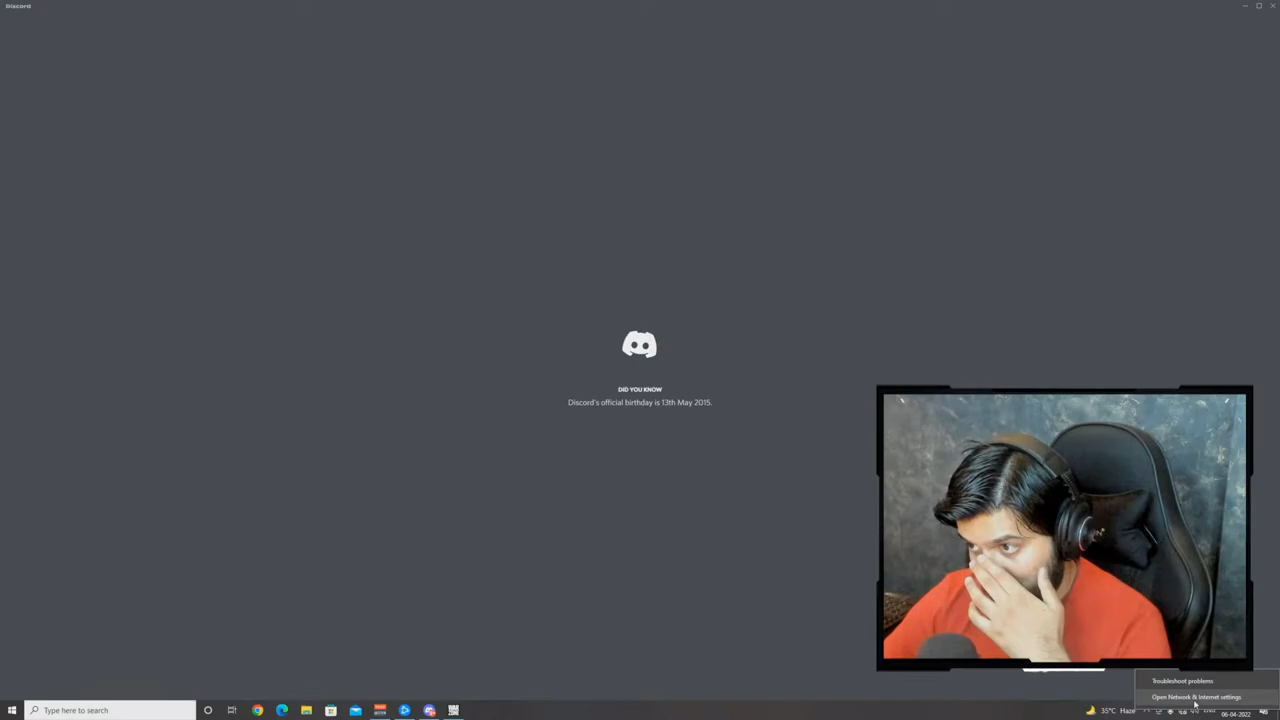 Discord
DID YOU KNOW
Discord's official birthday is 13th May 2015.
Troubleshoot problems
Open Network & Internet settings
Type here to search
35°C Haze
ENG
06-04-2022